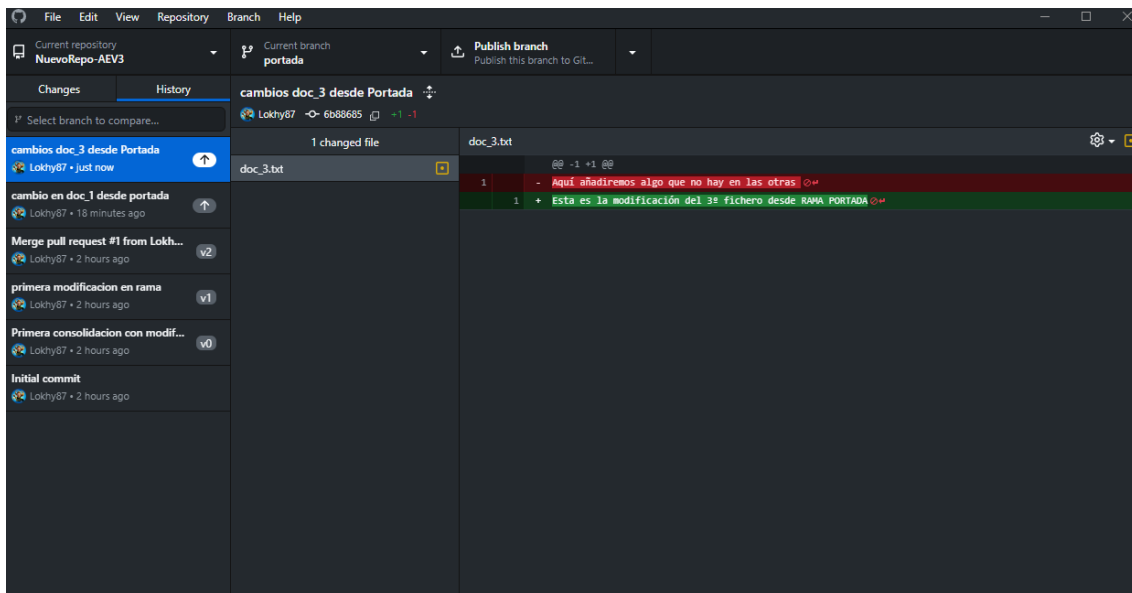 File Edit View Repository Branch Help
Current repository
NuevoRepo-AEV3
Current branch
portada
Publish branch
Publish this branch to Git...
Changes History
Select branch to compare...
cambios doc_3 desde Portada
Lokhy87 • just now
cambio en doc_1 desde portada
Lokhy87 • 18 minutes ago
Merge pull request #1 from Lokh...
Lokhy87 • 2 hours ago
v2
primera modificacion en rama
Lokhy87 • 2 hours ago
v1
Primera consolidacion con modif...
Lokhy87 • 2 hours ago
v0
Initial commit
Lokhy87 • 2 hours ago
cambios doc_3 desde Portada
Lokhy87 6b88685 +1 -1
1 changed file
doc_3.txt
doc_3.txt
@@ -1 +1 @@
1 - Aquí añadiremos algo que no hay en las otras
1 + Esta es la modificación del 3º fichero desde RAMA PORTADA